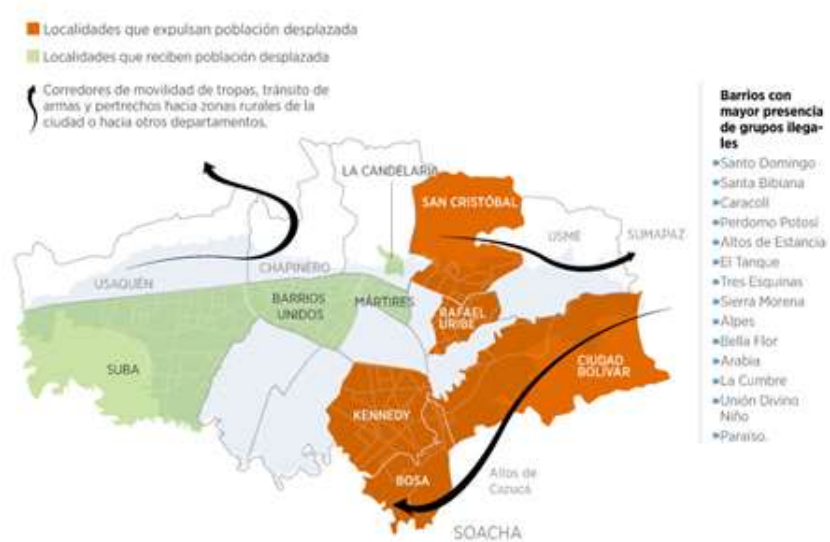 Localidades que expulsan población desplazada
Localidades que reciben población desplazada
Corredores de movilidad de tropas, tránsito de
armas y pertrechos hacia zonas rurales de la
ciudad o hacia otros departamentos.
Barrios con
mayor presencia
de grupos ilega-
les
Santo Domingo
Santa Bibiana
Caracolí
Perdomo Potosí
Altos de Estancia
El Tanque
Tres Esquinas
Sierra Morena
Alpes
Bella Flor
Arabia
La Cumbre
Unión Divino
Niño
Paraíso.
LA CANDELARIA
SAN CRISTÓBAL
USME
SUMAPAZ
USAQUÉN
CHAPINERO
BARRIOS
UNIDOS
MÁRTIRES
RAFAEL
URIBE
SUBA
CIUDAD
BOLÍVAR
KENNEDY
BOSA
Altos de
Cazucá
SOACHA